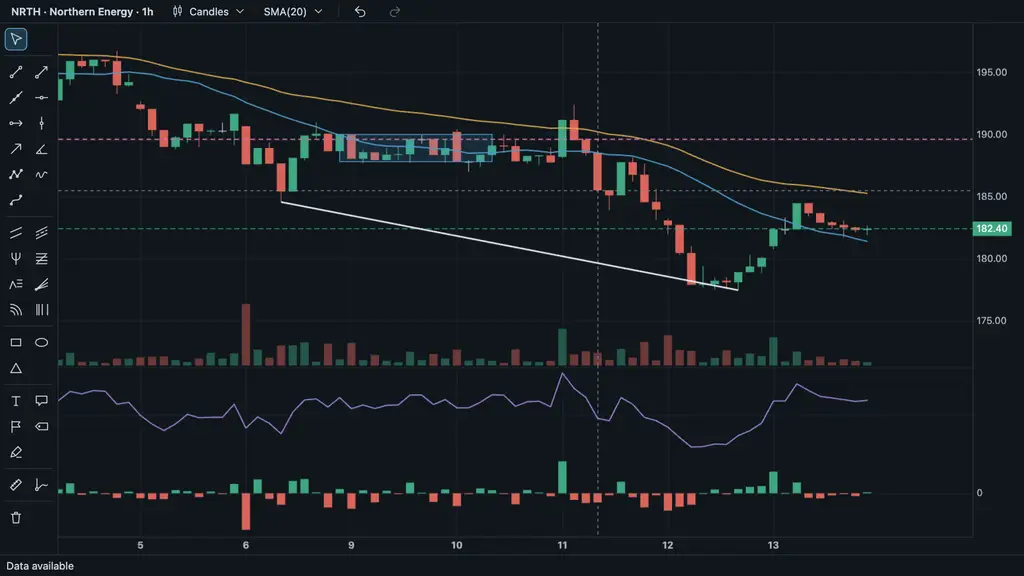 NRTH · Northern Energy · 1h
Candles
SMA(20)
195.00
190.00
185.00
182.40
180.00
175.00
0
5 6 9 10 11 12 13
Data available